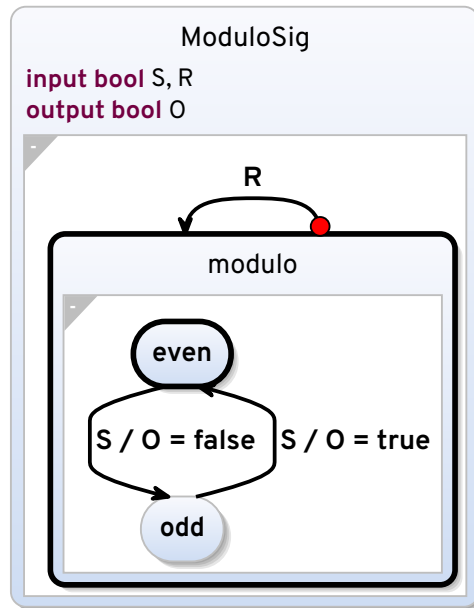 ModuloSig
input bool S, R
output bool O
-
R
modulo
-
even
S / O = false S / O = true
odd